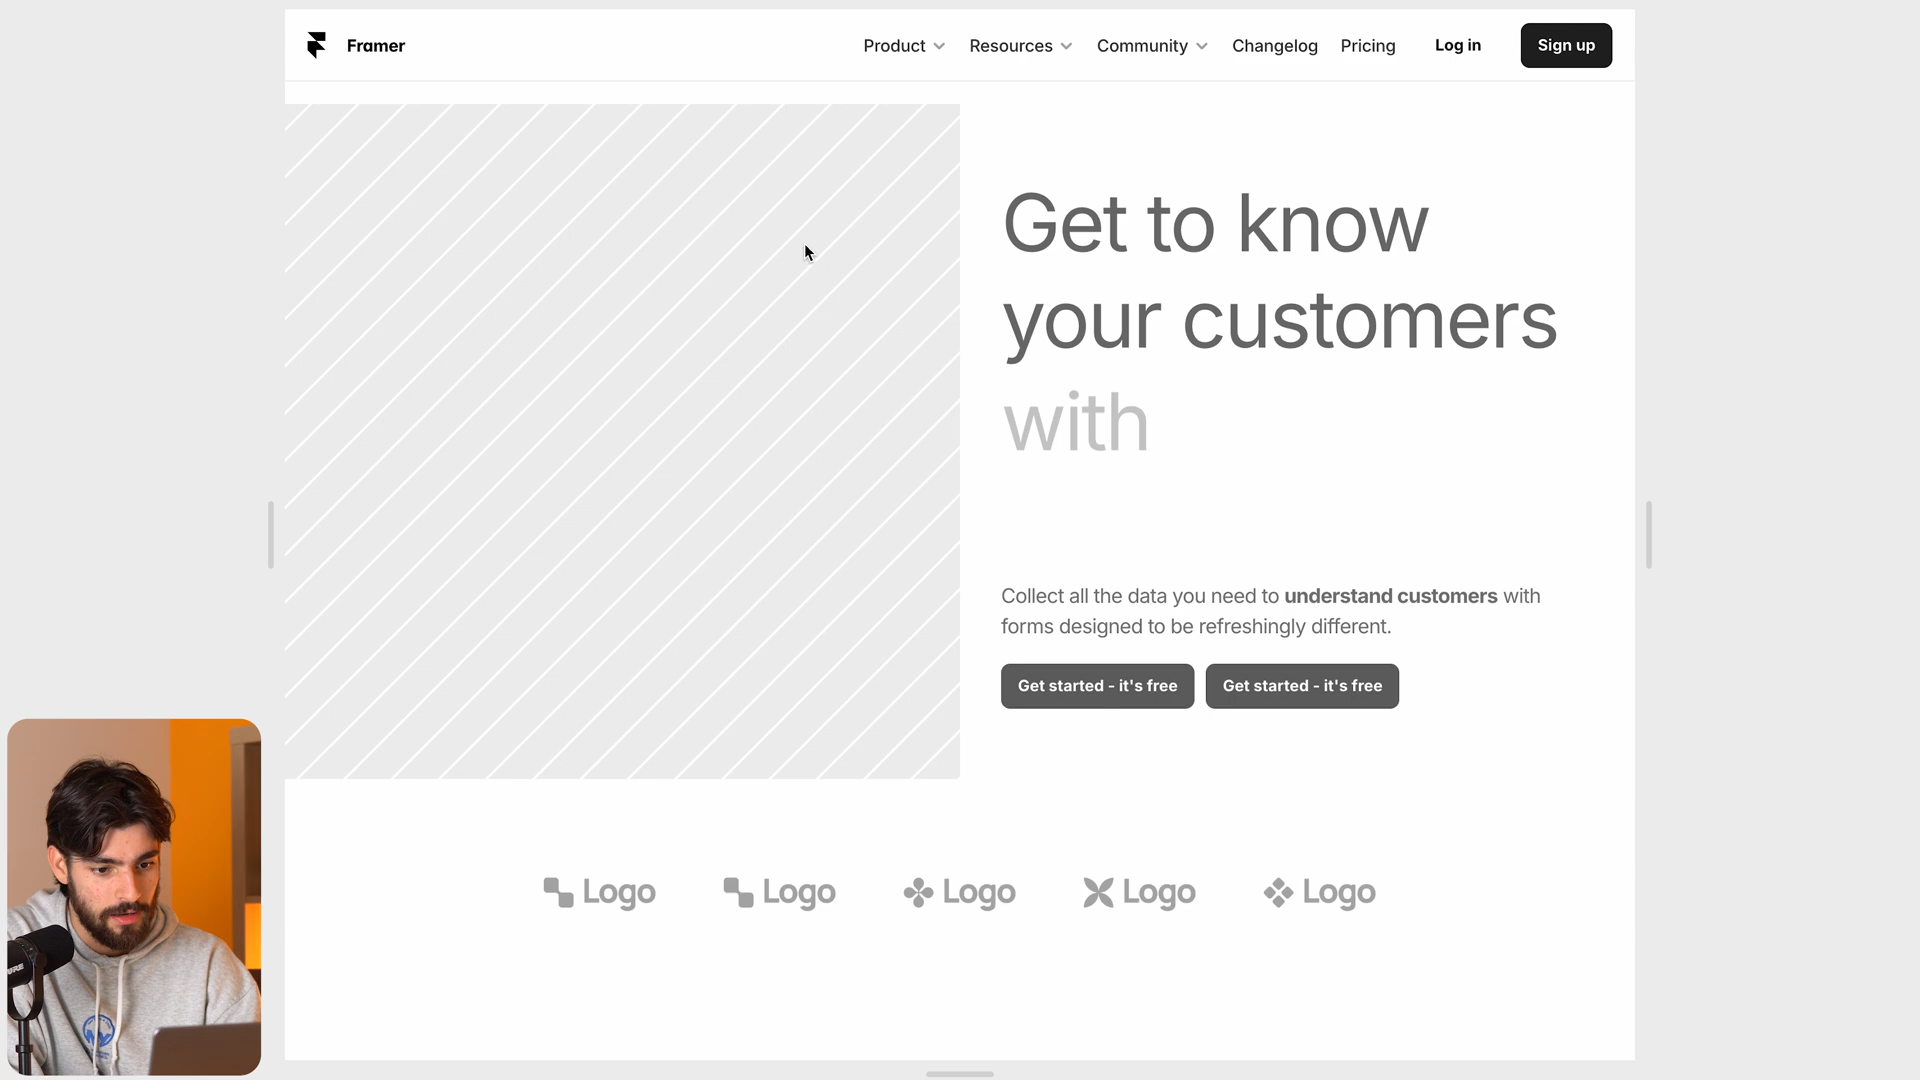 Framer
Product
Resources
Community
Changelog
Pricing
Log in
Sign up
Get to know
your customers
with
Collect all the data you need to understand customers with
forms designed to be refreshingly different.
Get started - it's free
Get started - it's free
Logo
Logo
Logo
Logo
Logo